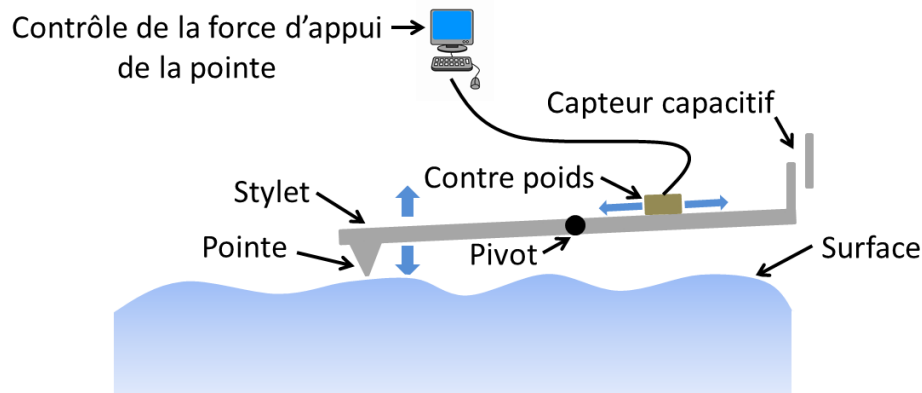 Contrôle de la force d’appui
de la pointe
Capteur capacitif
Contre poids
Stylet
Pointe
Pivot
Surface